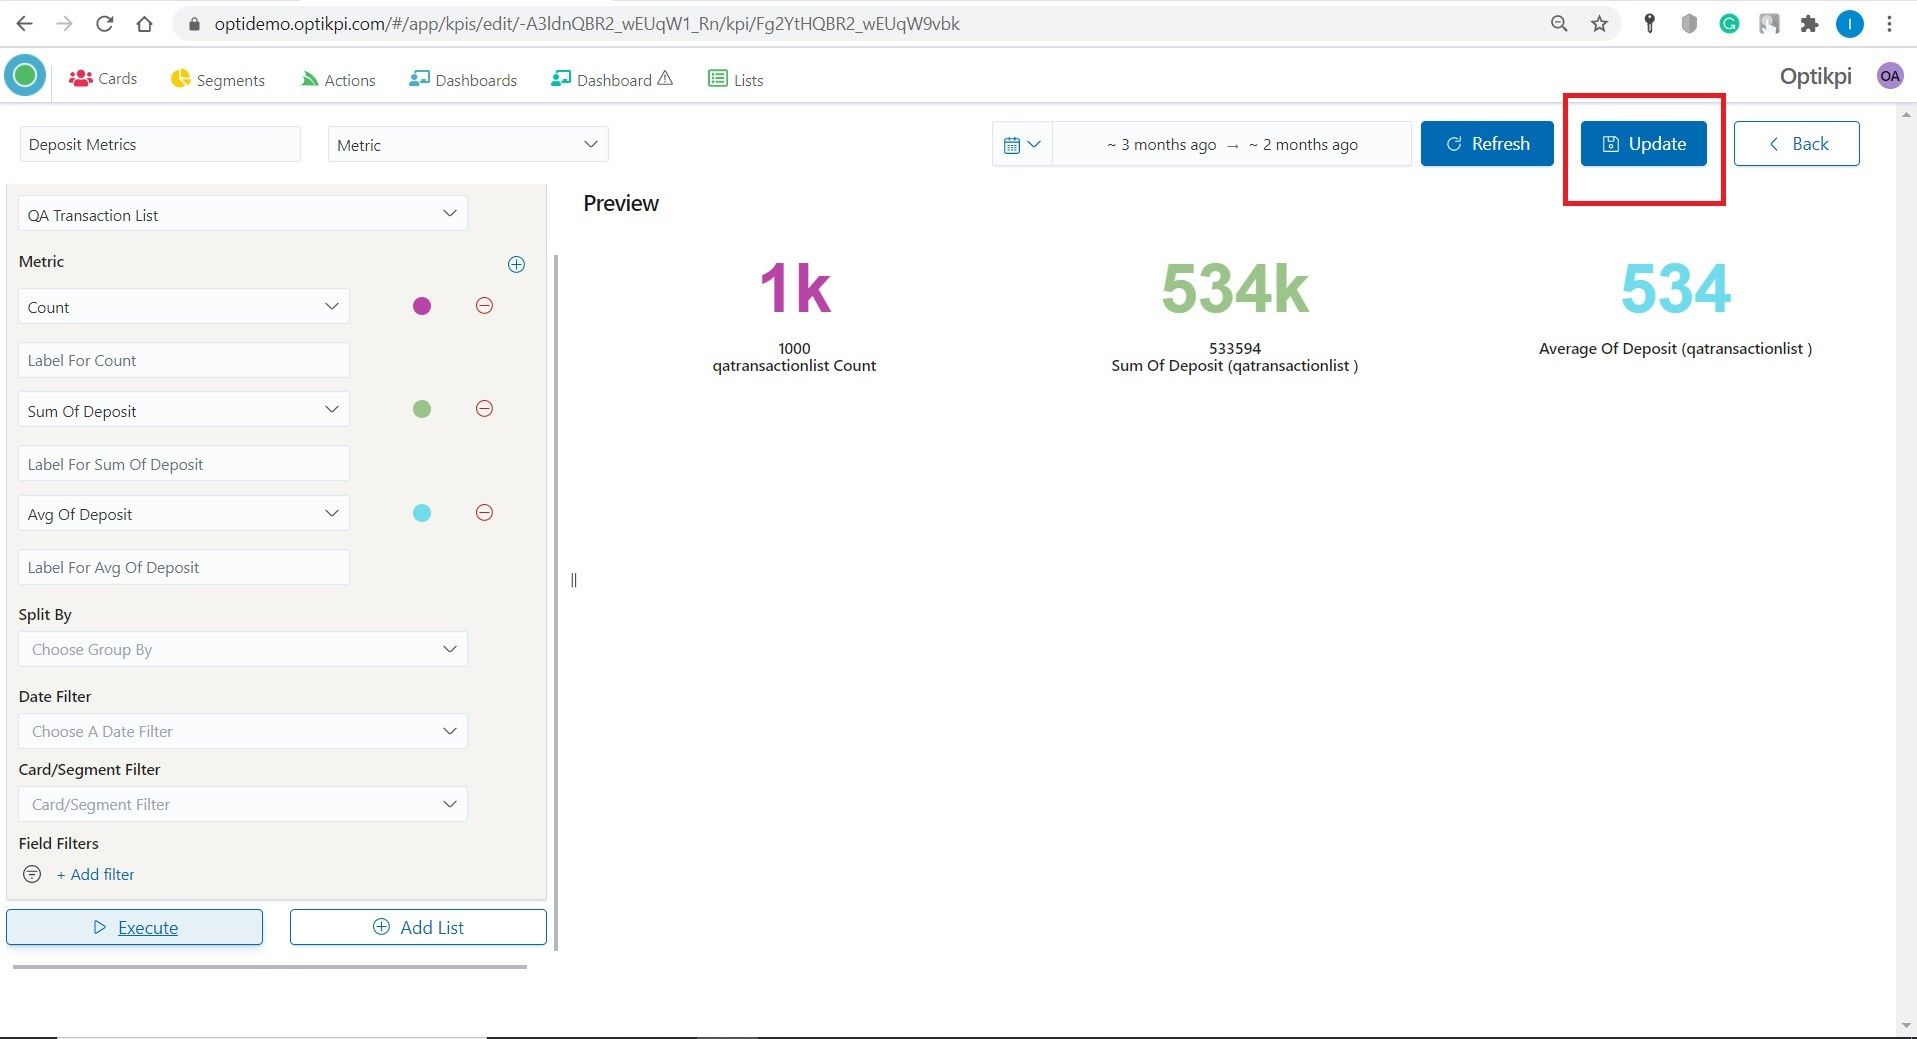 optidemo.optikpi.com/#/app/kpis/edit/-A3ldnQBR2_wEUqW1_Rn/kpi/Fg2YtHQBR2_wEUqW9vbk
I
Cards
Segments
Actions
Dashboards
Dashboard
Lists
Optikpi
OA
Deposit Metrics
Metric
~ 3 months ago → ~ 2 months ago
Refresh
Update
Back
QA Transaction List
Metric
Count
Label For Count
Sum Of Deposit
Label For Sum Of Deposit
Avg Of Deposit
Label For Avg Of Deposit
Split By
Choose Group By
Date Filter
Choose A Date Filter
Card/Segment Filter
Card/Segment Filter
Field Filters
+ Add filter
Execute
Add List
Preview
1k
1000
qatransactionlist Count
534k
533594
Sum Of Deposit (qatransactionlist )
534
Average Of Deposit (qatransactionlist )